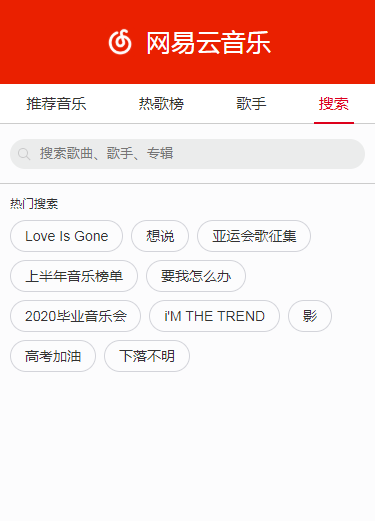 网易云音乐
推荐音乐 热歌榜 歌手 搜索
搜索歌曲、歌手、专辑
热门搜索
Love Is Gone 想说 亚运会歌征集
上半年音乐榜单 要我怎么办
2020毕业音乐会 i'M THE TREND 影
高考加油 下落不明